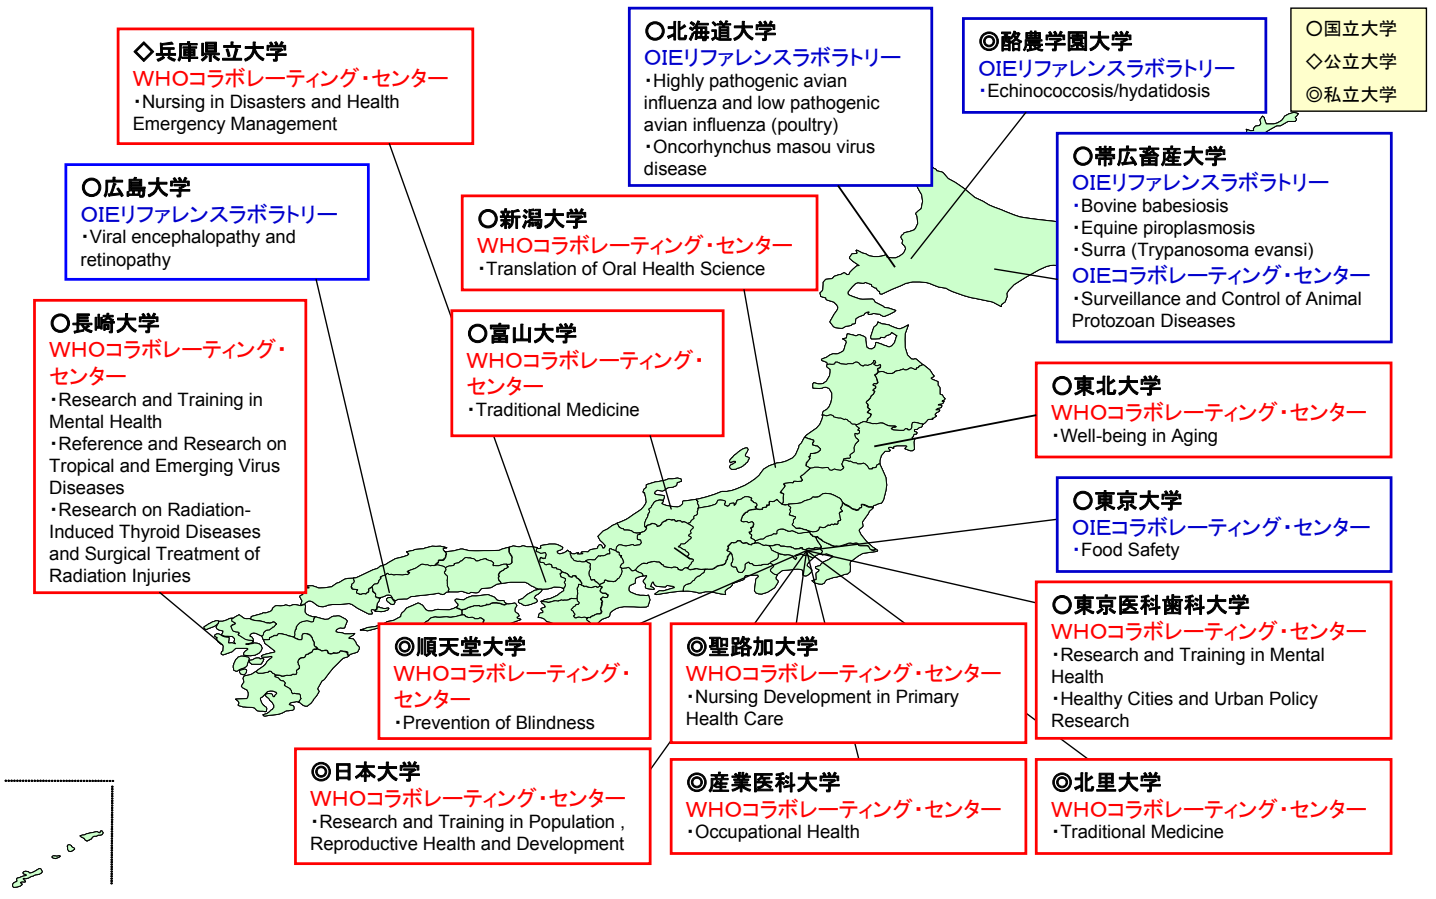 ◇兵庫県立大学
WHOコラボレーティング・センター
・Nursing in Disasters and Health
Emergency Management
○北海道大学
OIEリファレンスラボラトリー
・Highly pathogenic avian
influenza and low pathogenic
avian influenza (poultry)
・Oncorhynchus masou virus
disease
◎酪農学園大学
OIEリファレンスラボラトリー
・Echinococcosis/hydatidosis
○国立大学
◇公立大学
◎私立大学
○広島大学
OIEリファレンスラボラトリー
・Viral encephalopathy and
retinopathy
○新潟大学
WHOコラボレーティング・センター
・Translation of Oral Health Science
○帯広畜産大学
OIEリファレンスラボラトリー
・Bovine babesiosis
・Equine piroplasmosis
・Surra (Trypanosoma evansi)
OIEコラボレーティング・センター
・Surveillance and Control of Animal
Protozoan Diseases
○長崎大学
WHOコラボレーティング・
センター
・Research and Training in
Mental Health
・Reference and Research on
Tropical and Emerging Virus
Diseases
・Research on Radiation-
Induced Thyroid Diseases
and Surgical Treatment of
Radiation Injuries
○富山大学
WHOコラボレーティング・
センター
・Traditional Medicine
○東北大学
WHOコラボレーティング・センター
・Well-being in Aging
○東京大学
OIEコラボレーティング・センター
・Food Safety
○東京医科歯科大学
WHOコラボレーティング・センター
・Research and Training in Mental
Health
・Healthy Cities and Urban Policy
Research
◎順天堂大学
WHOコラボレーティング・
センター
・Prevention of Blindness
◎聖路加大学
WHOコラボレーティング・センター
・Nursing Development in Primary
Health Care
◎日本大学
WHOコラボレーティング・センター
・Research and Training in Population ,
Reproductive Health and Development
◎産業医科大学
WHOコラボレーティング・センター
・Occupational Health
◎北里大学
WHOコラボレーティング・センター
・Traditional Medicine